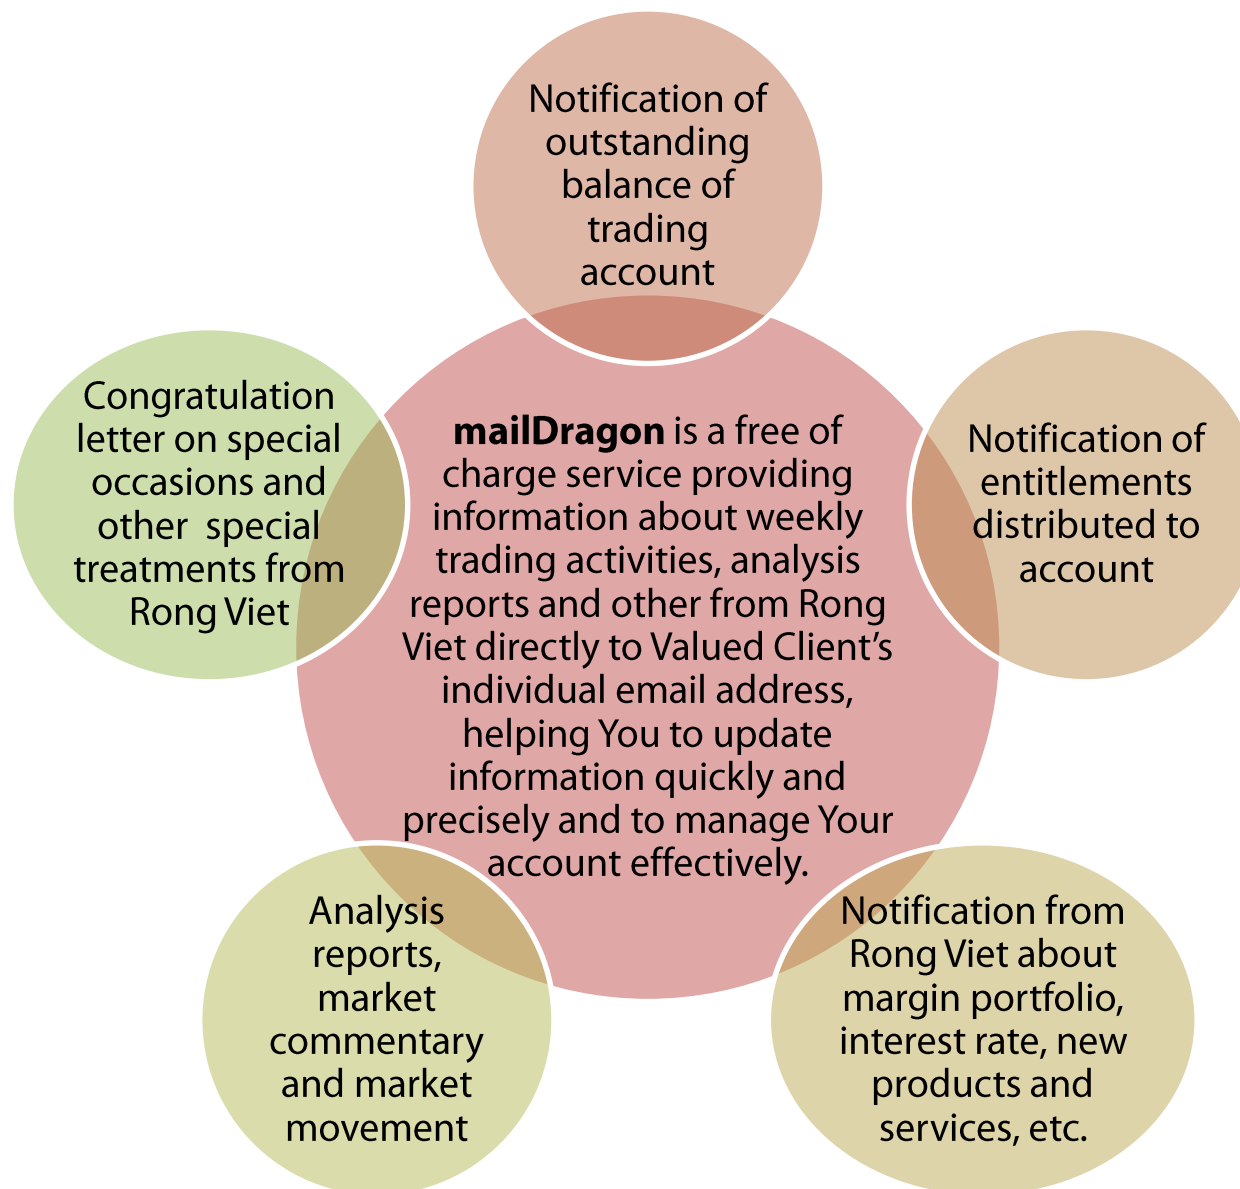 Notification of
outstanding
balance of
trading
account
Congratulation
letter on special
occasions and
other  special
treatments from
Rong Viet
mailDragon is a free of
charge service providing
information about weekly
trading activities, analysis
reports and other from Rong
Viet directly to Valued Client’s
individual email address,
helping You to update
information quickly and
precisely and to manage Your
account effectively.
Notification of
entitlements
distributed to
account
Analysis
reports,
market
commentary
and market
movement
Notification from
Rong Viet about
margin portfolio,
interest rate, new
products and
services, etc.